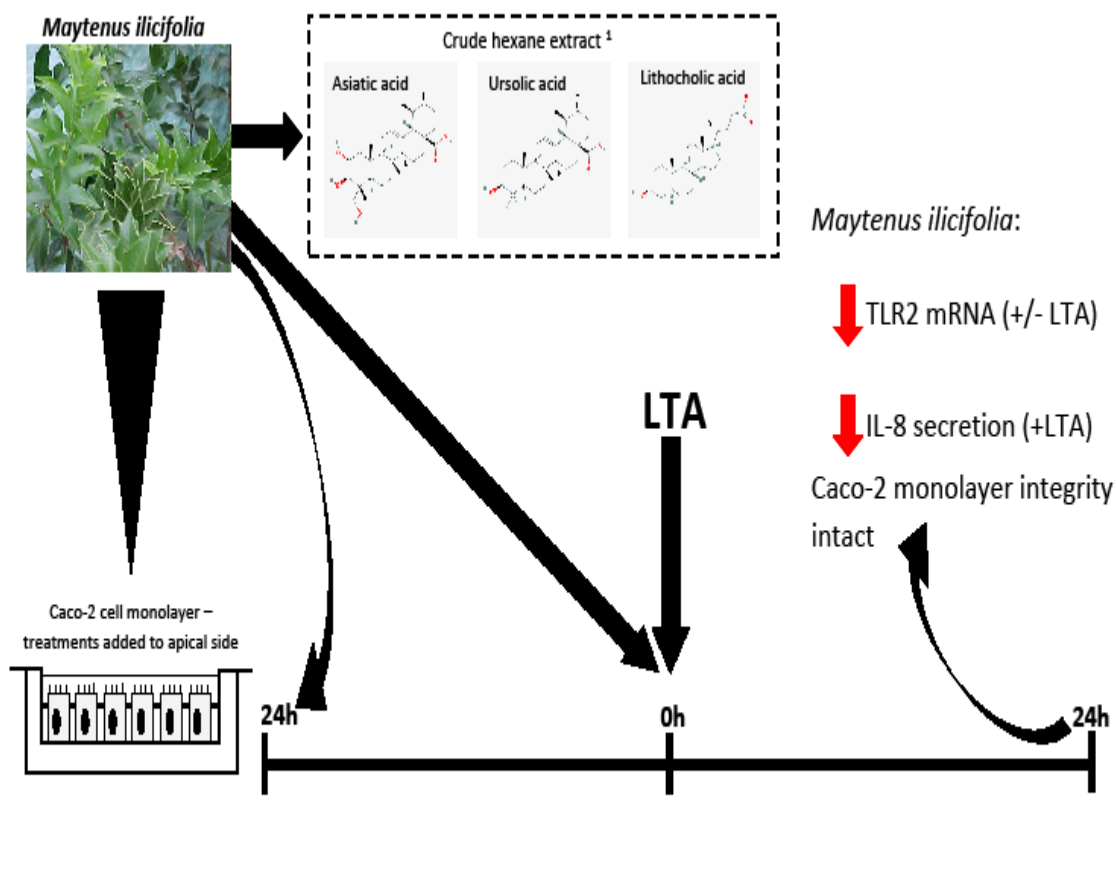 Maytenus ilicifolia
Crude hexane extract ¹
Asiatic acid
Ursolic acid
Lithocholic acid
Maytenus ilicifolia:
TLR2 mRNA (+/- LTA)
LTA
IL-8 secretion (+LTA)
Caco-2 monolayer integrity
intact
Caco-2 cell monolayer –
treatments added to apical side
24h
0h
24h